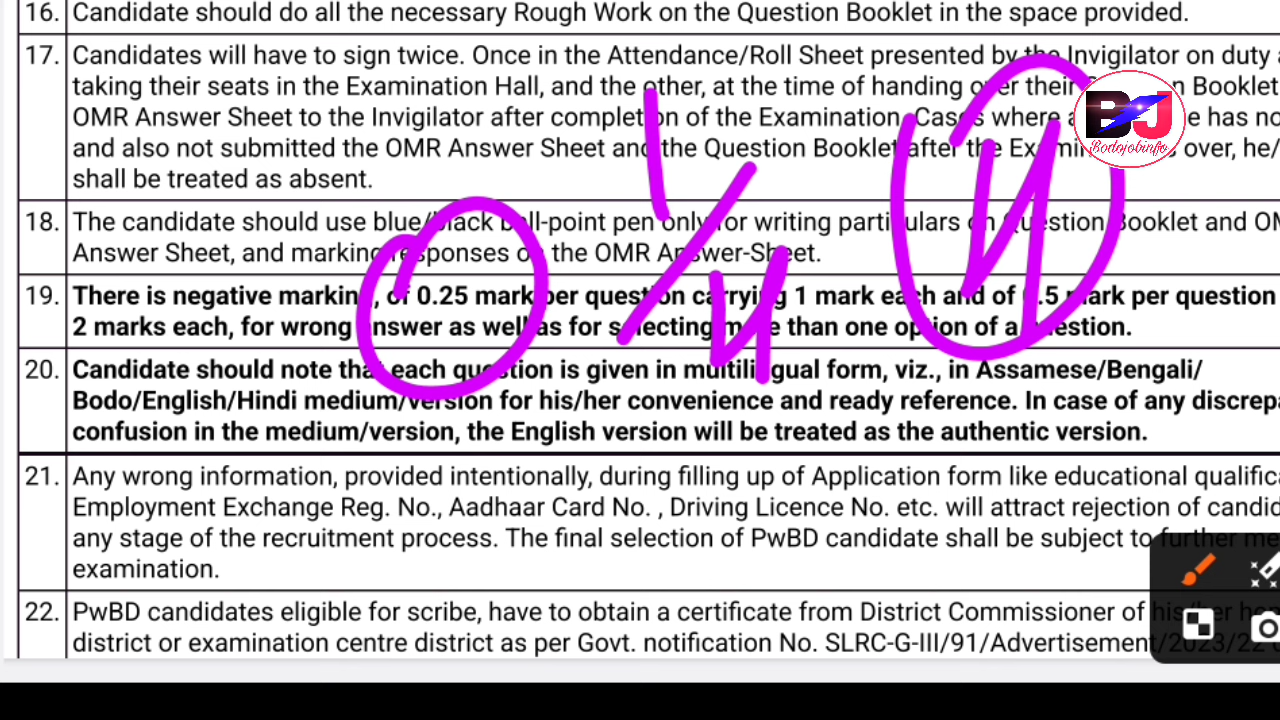 16. Candidate should do all the necessary Rough Work on the Question Booklet in the space provided.
17. Candidates will have to sign twice. Once in the Attendance/Roll Sheet presented by the Invigilator on duty
taking their seats in the Examination Hall, and the other, at the time of handing over their Booklet
OMR Answer Sheet to the Invigilator after completion of the Examination. Cases where has
and also not submitted the OMR Answer Sheet and the Question Booklet after the over, he/
shall be treated as absent.
18. The candidate should use blue/black ball-point pen only for writing particulars on Question Booklet and
Answer Sheet, and marking responses on the OMR Answer-Sheet.
19. There is negative marking, of 0.25 mark per question carrying 1 mark each and of 0.5 mark per question
2 marks each, for wrong answer as well as for selecting more than one option of a question.
20. Candidate should note that each question is given in multilingual form, viz., in Assamese/Bengali/
Bodo/English/Hindi medium/version for his/her convenience and ready reference. In case of any
confusion in the medium/version, the English version will be treated as the authentic version.
21. Any wrong information, provided intentionally, during filling up of Application form like educational
Employment Exchange Reg. No., Aadhaar Card No. , Driving Licence No. etc. will attract rejection of
any stage of the recruitment process. The final selection of PwBD candidate shall be subject to further
examination.
22. PwBD candidates eligible for scribe, have to obtain a certificate from District Commissioner of his/her
district or examination centre district as per Govt. notification No. SLRC-G-III/91/Advertisement/2023/22
1/4
BJ
Bodojobinfo